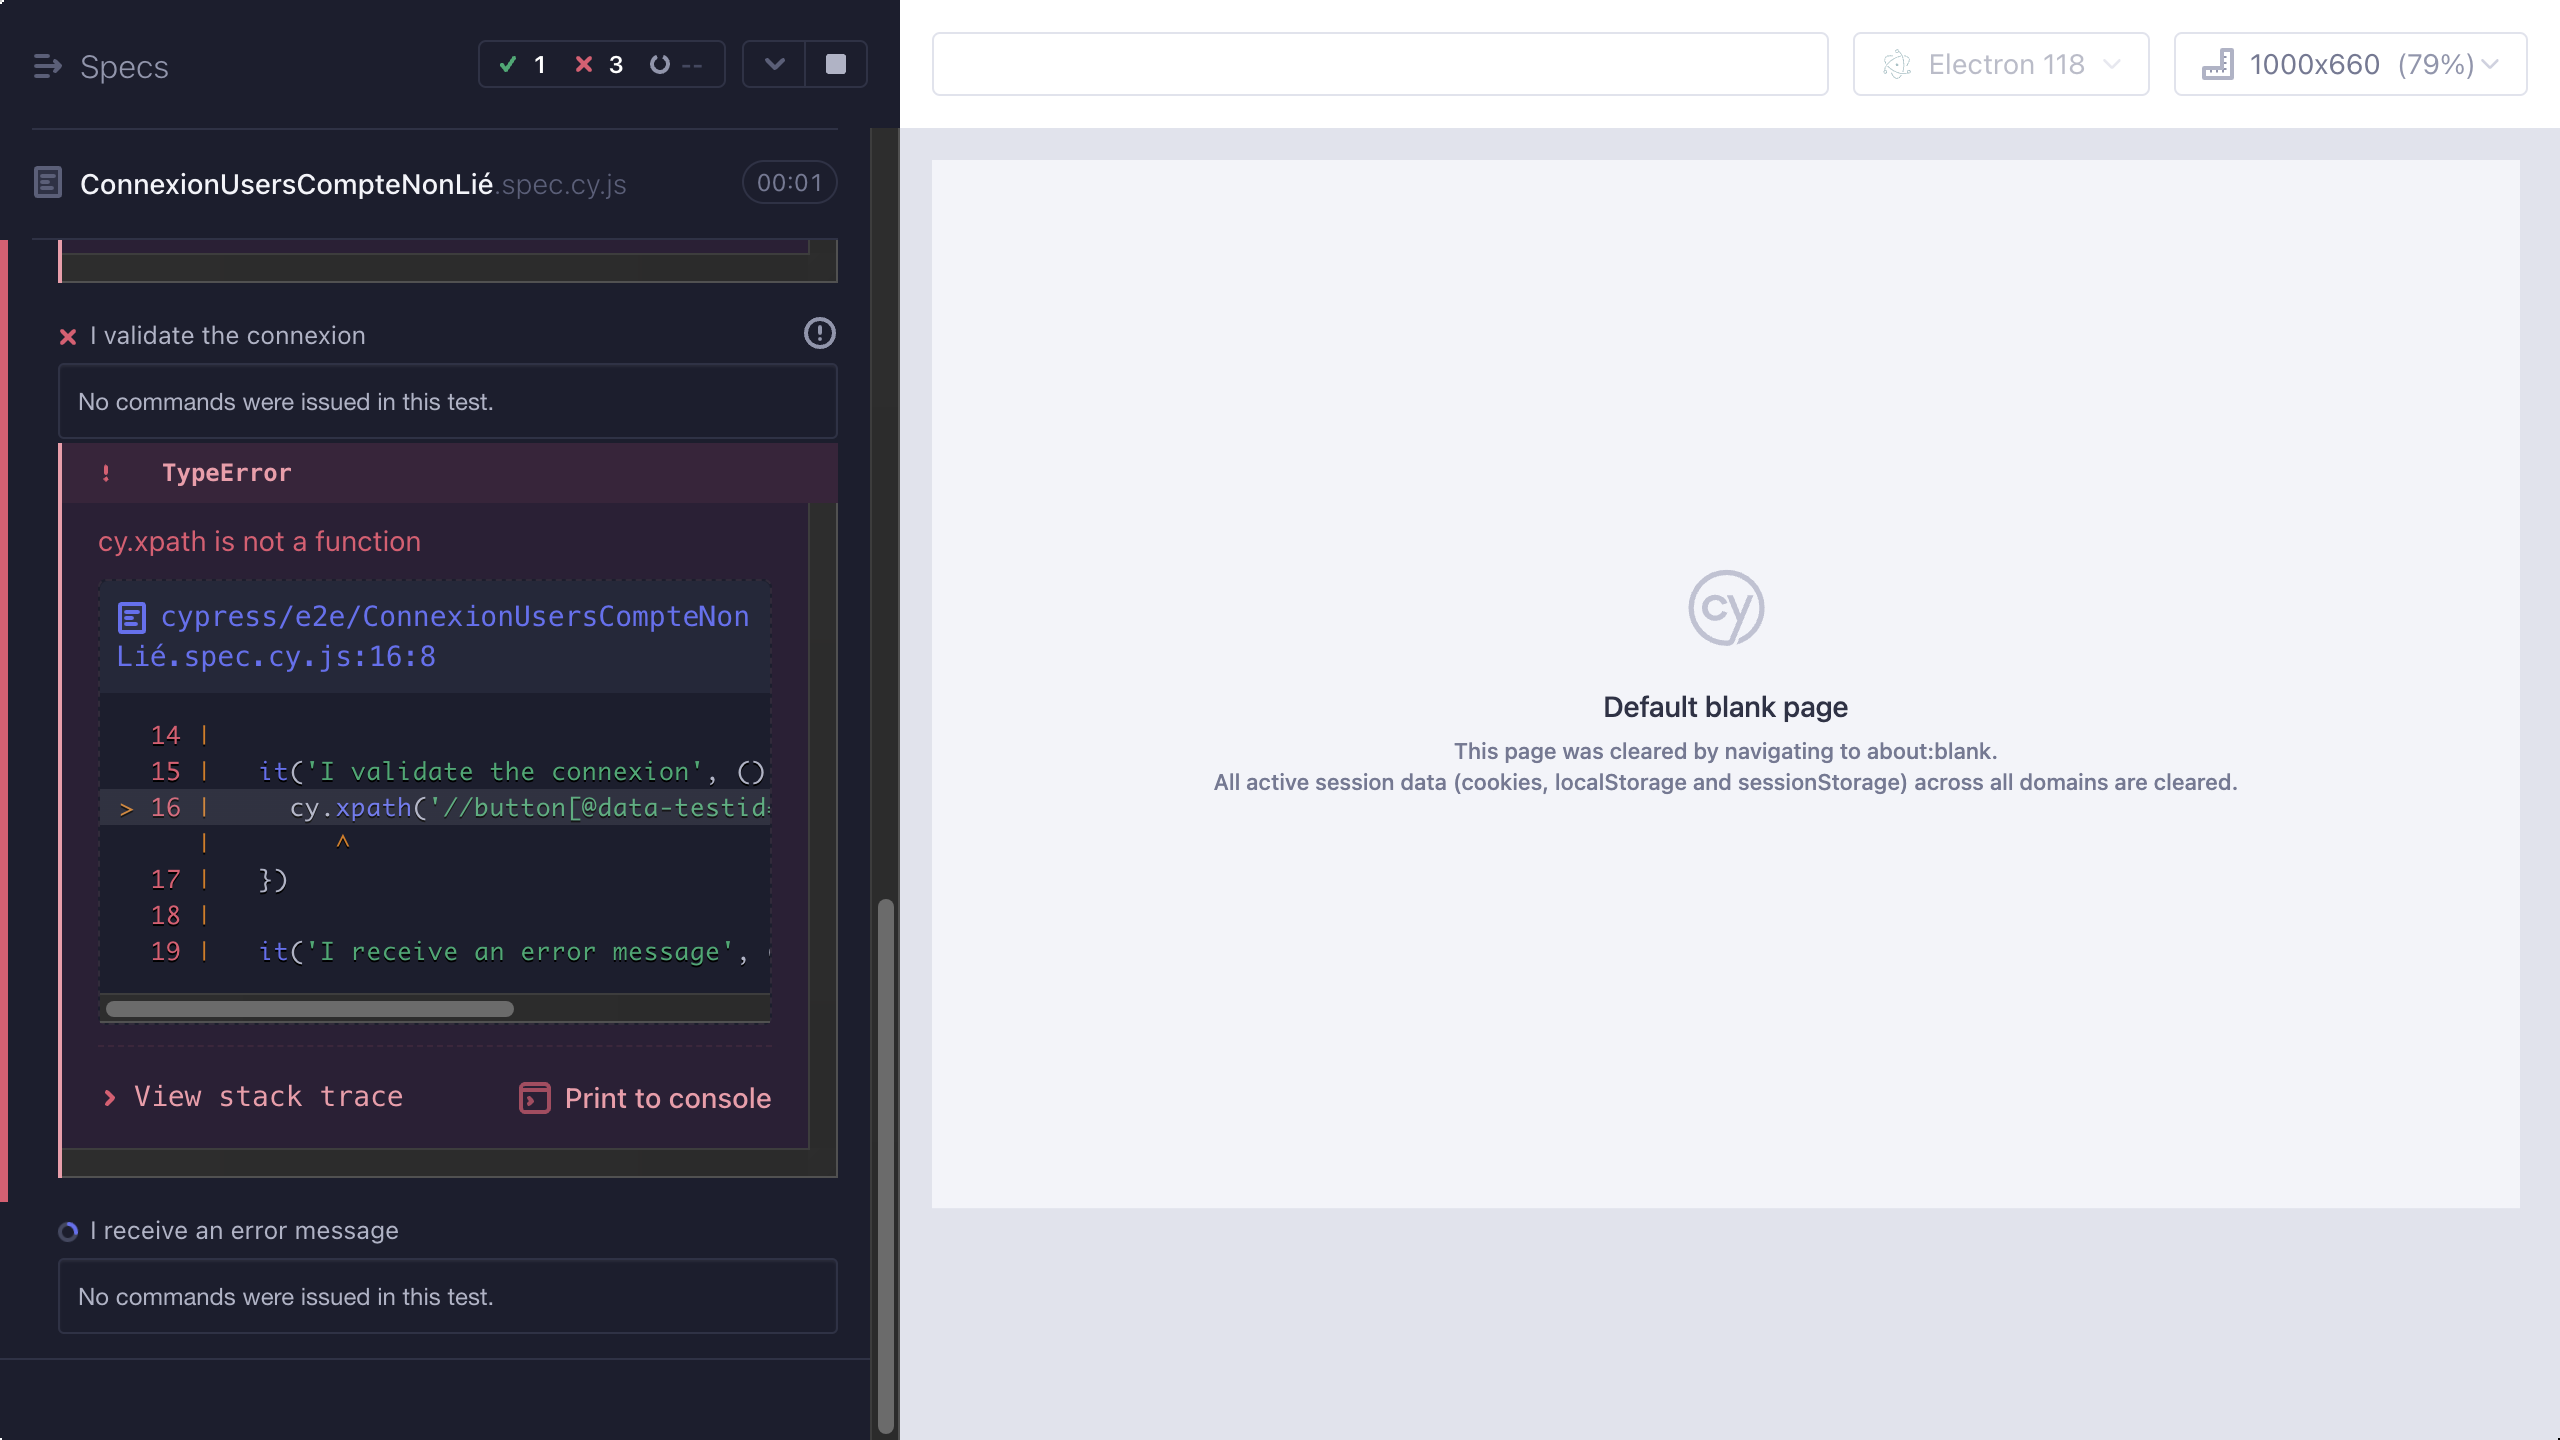 Specs
1 3 --
ConnexionUsersCompteNonLié.spec.cy.js
00:01
I validate the connexion
No commands were issued in this test.
! TypeError
cy.xpath is not a function
cypress/e2e/ConnexionUsersCompteNon
Lié.spec.cy.js:16:8
14 |
15 | it('I validate the connexion', ()
> 16 | cy.xpath('//button[@data-testid=
| ^
17 | })
18 |
19 | it('I receive an error message', (
View stack trace
Print to console
I receive an error message
No commands were issued in this test.
Electron 118
1000x660 (79%)
cy
Default blank page
This page was cleared by navigating to about:blank.
All active session data (cookies, localStorage and sessionStorage) across all domains are cleared.